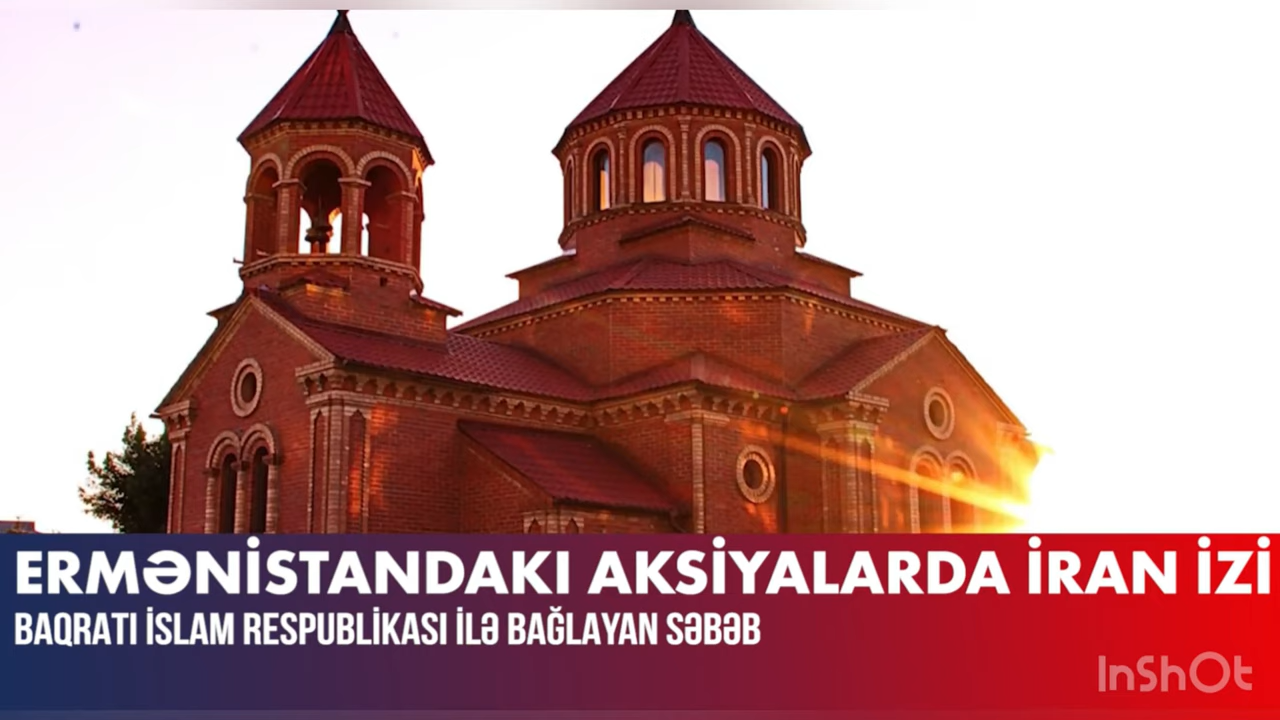 ERMƏNİSTANDAKI AKSİYALARDA İRAN İZİ
BAQRATI İSLAM RESPUBLİKASI İLƏ BAĞLAYAN SƏBƏB
InShOt